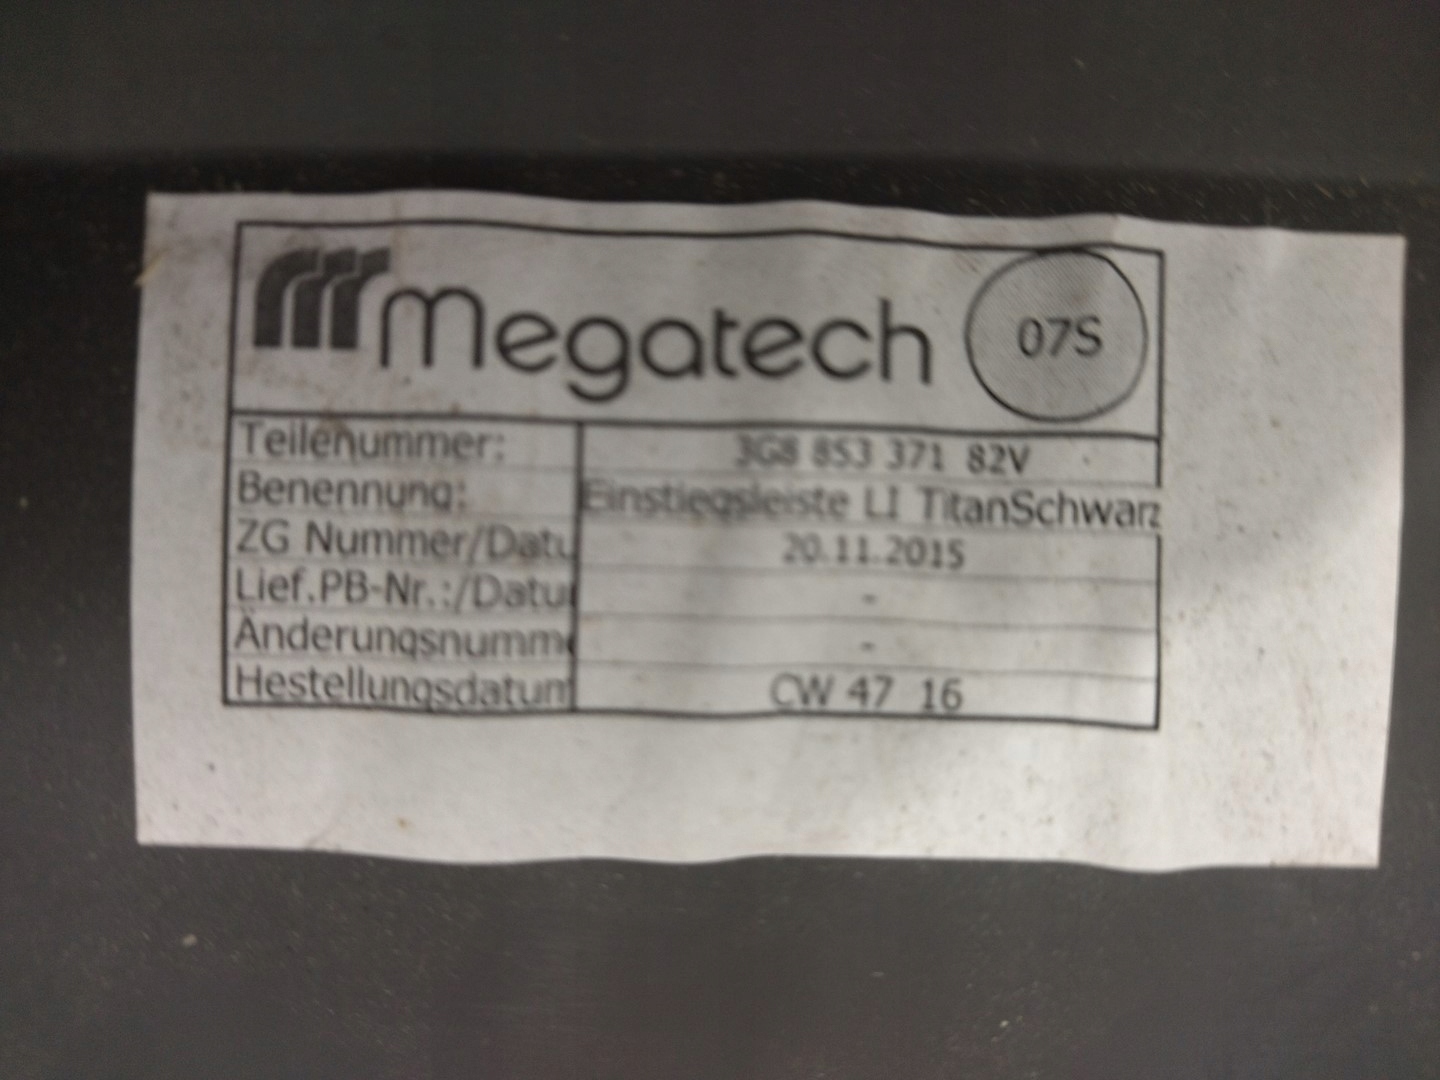 megatech 07S
Teilenummer: 3G8 853 371 82V
Benennung: Einstiegsleiste LI TitanSchwarz
ZG Nummer/Datu 20.11.2015
Lief.PB-Nr.:/Datu -
Änderungsnumme -
Hestellungsdatum CW 47 16